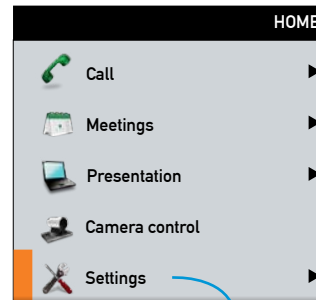 HOME
Call
Meetings
Presentation
Camera control
Settings